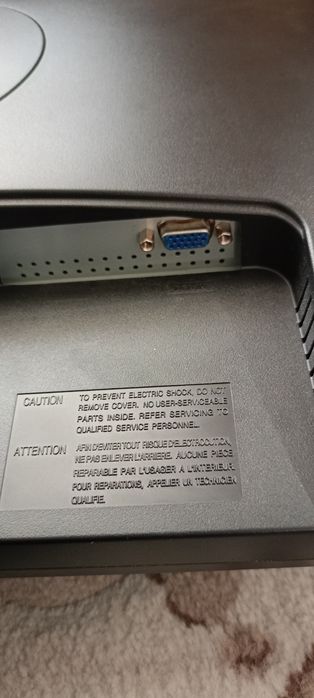 CAUTION TO PREVENT ELECTRIC SHOCK, DO NOT
REMOVE COVER. NO USER-SERVICEABLE
PARTS INSIDE. REFER SERVICING TO
QUALIFIED SERVICE PERSONNEL.
ATTENTION AFIN D'EVITER TOUT RISQUE D'ELECTROCUTION,
NE PAS ENLEVER L'ARRIERE. AUCUNE PIECE
REPARABLE PAR L'USAGER A L'INTERIEUR.
POUR REPARATIONS, APPELER UN TECHNICIEN
QUALIFIE.